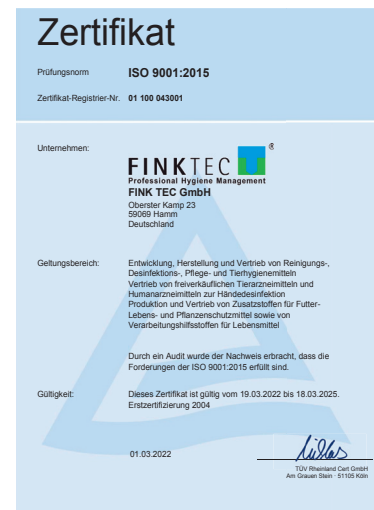 Zertifikat
Prüfungsnorm ISO 9001:2015
Zertifikat-Registrier-Nr. 01 100 043001
Unternehmen:
FINKTEC ®
Professional Hygiene Management
FINK TEC GmbH
Oberster Kamp 23
59069 Hamm
Deutschland
Geltungsbereich: Entwicklung, Herstellung und Vertrieb von Reinigungs-,
Desinfektions-, Pflege- und Tierhygienemitteln
Vertrieb von freiverkäuflichen Tierarzneimitteln und
Humanarzneimitteln zur Händedesinfektion
Produktion und Vertrieb von Zusatzstoffen für Futter-
Lebens- und Pflanzenschutzmittel sowie von
Verarbeitungshilfsstoffen für Lebensmittel
Durch ein Audit wurde der Nachweis erbracht, dass die
Forderungen der ISO 9001:2015 erfüllt sind.
Gültigkeit: Dieses Zertifikat ist gültig vom 19.03.2022 bis 18.03.2025.
Erstzertifizierung 2004
01.03.2022
TÜV Rheinland Cert GmbH
Am Grauen Stein · 51105 Köln